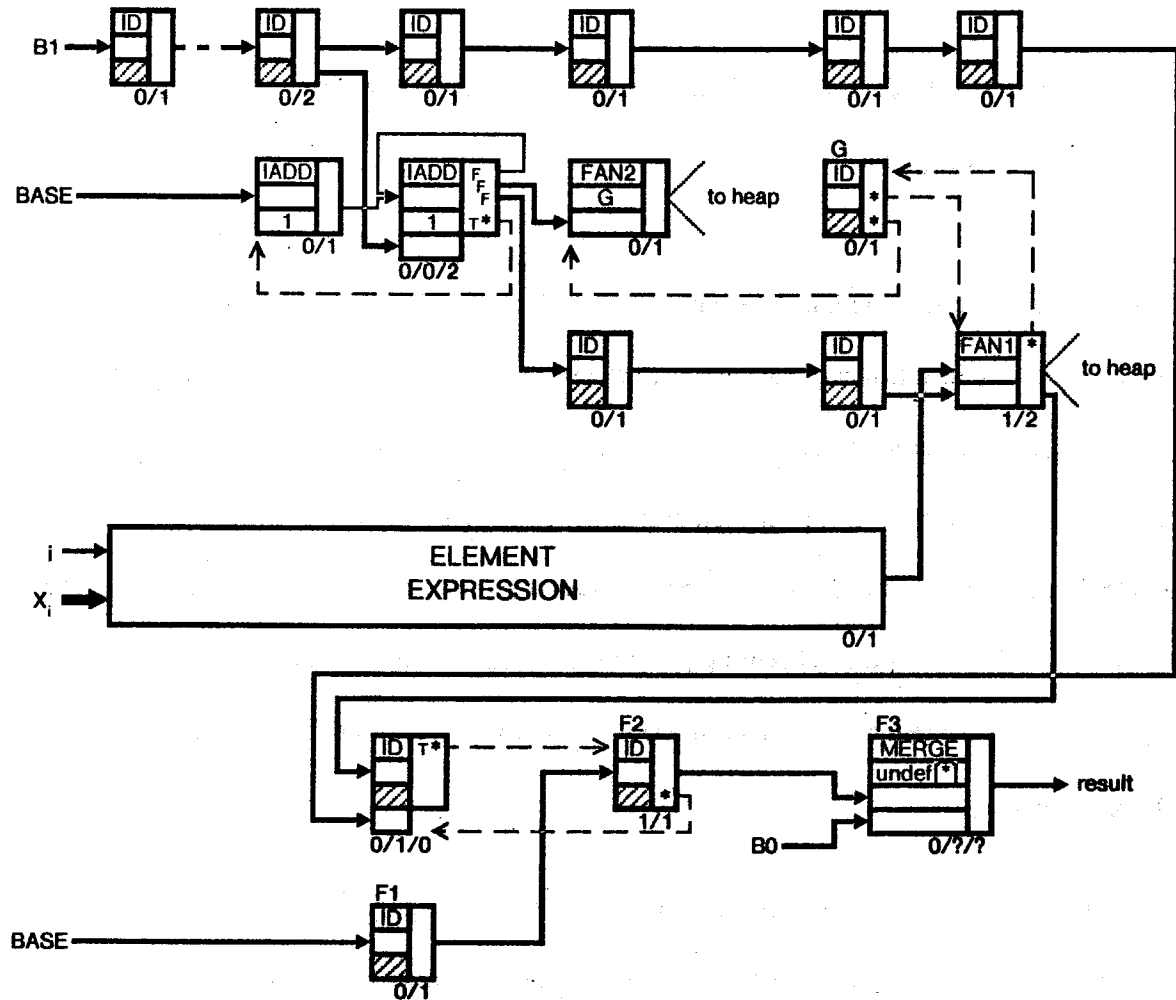 B1
ID
0/1
ID
0/2
ID
0/1
ID
0/1
ID
0/1
ID
0/1
BASE
IADD
1
0/1
IADD
F
F
F
1
T*
0/0/2
FAN2
G
0/1
to heap
G
ID
*
*
0/1
ID
0/1
ID
0/1
FAN1
*
1/2
to heap
i
Xi
ELEMENT
EXPRESSION
0/1
ID
T*
0/1/0
F2
ID
*
1/1
F3
MERGE
undef[*]
0/?/?
result
B0
BASE
F1
ID
0/1